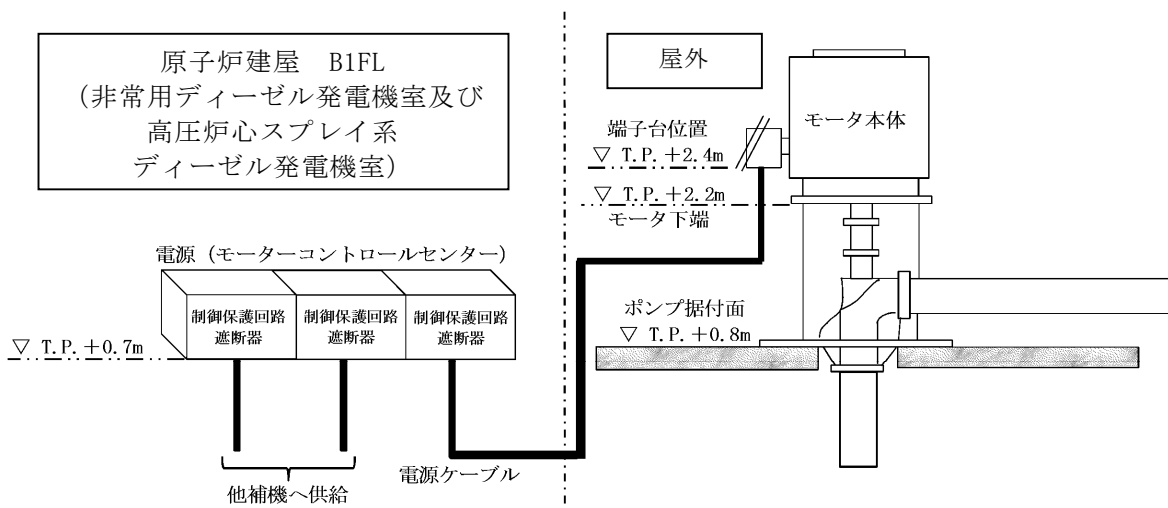 原子炉建屋　B1FL
（非常用ディーゼル発電機室及び
高圧炉心スプレイ系
ディーゼル発電機室）
屋外
モータ本体
端子台位置
▽ T.P.＋2.4m
▽ T.P.＋2.2m
モータ下端
電源（モーターコントロールセンター）
制御保護回路
遮断器
制御保護回路
遮断器
制御保護回路
遮断器
▽ T.P.＋0.7m
ポンプ据付面
▽ T.P.＋0.8m
電源ケーブル
他補機へ供給